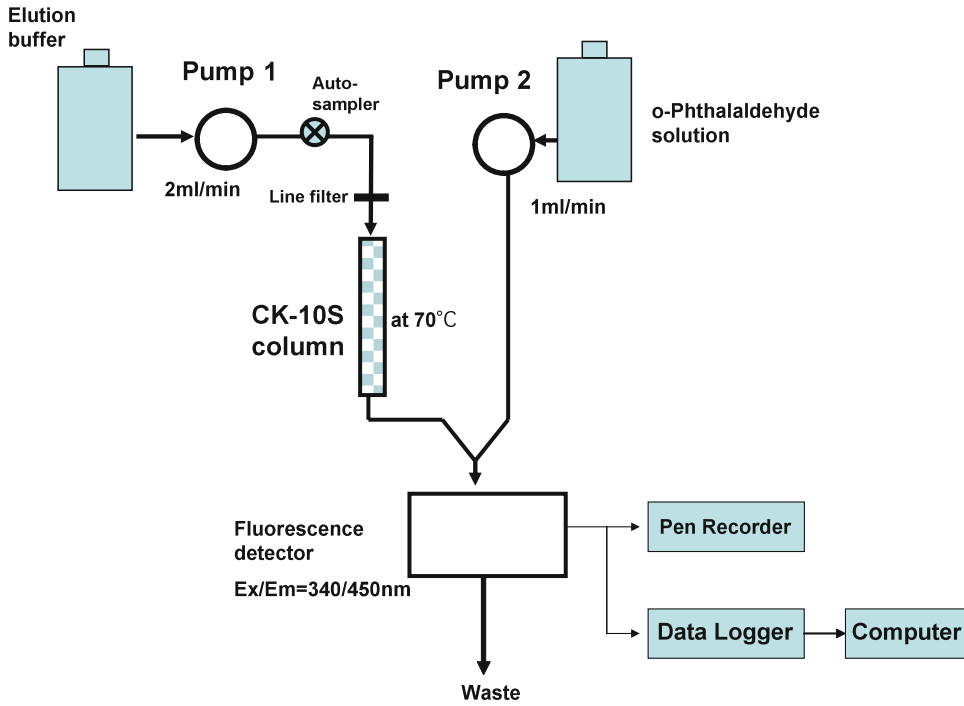 Elution
buffer
Pump 1
Auto-
sampler
Pump 2
o-Phthalaldehyde
solution
2ml/min
Line filter
1ml/min
CK-10S
column
at 70°C
Fluorescence
detector
Ex/Em=340/450nm
Pen Recorder
Data Logger
Computer
Waste